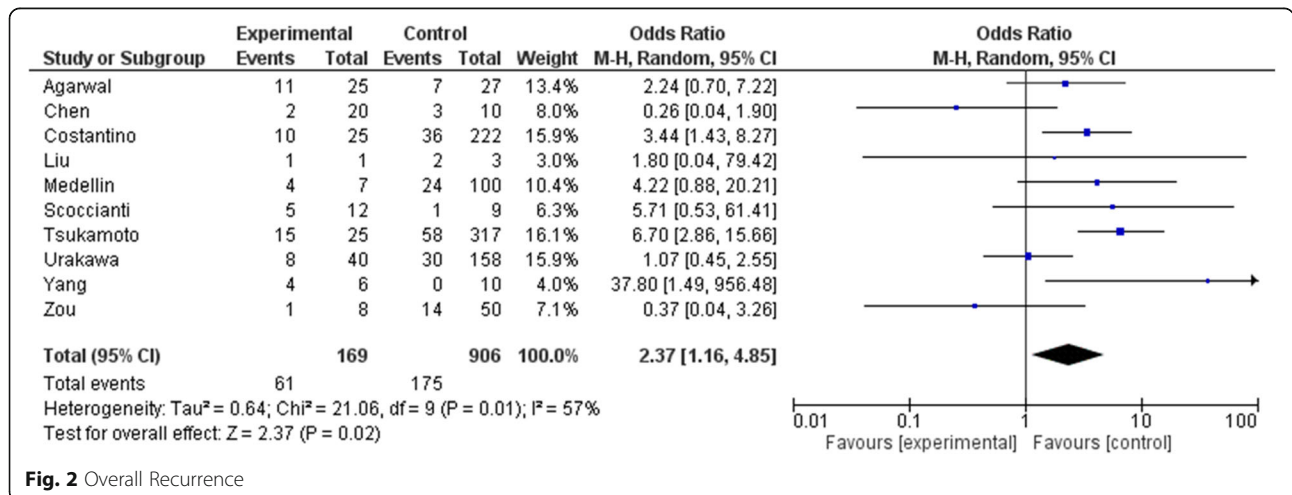 Experimental Control Odds Ratio Odds Ratio
Study or Subgroup Events Total Events Total Weight M-H, Random, 95% CI M-H, Random, 95% CI
Agarwal 11 25 7 27 13.4% 2.24 [0.70, 7.22]
Chen 2 20 3 10 8.0% 0.26 [0.04, 1.90]
Costantino 10 25 36 222 15.9% 3.44 [1.43, 8.27]
Liu 1 1 2 3 3.0% 1.80 [0.04, 79.42]
Medellin 4 7 24 100 10.4% 4.22 [0.88, 20.21]
Scoccianti 5 12 1 9 6.3% 5.71 [0.53, 61.41]
Tsukamoto 15 25 58 317 16.1% 6.70 [2.86, 15.66]
Urakawa 8 40 30 158 15.9% 1.07 [0.45, 2.55]
Yang 4 6 0 10 4.0% 37.80 [1.49, 956.48]
Zou 1 8 14 50 7.1% 0.37 [0.04, 3.26]
Total (95% CI) 169 906 100.0% 2.37 [1.16, 4.85]
Total events 61 175
Heterogeneity: Tau² = 0.64; Chi² = 21.06, df = 9 (P = 0.01); I² = 57%
Test for overall effect: Z = 2.37 (P = 0.02)
0.01 0.1 1 10 100
Favours [experimental] Favours [control]
Fig. 2 Overall Recurrence